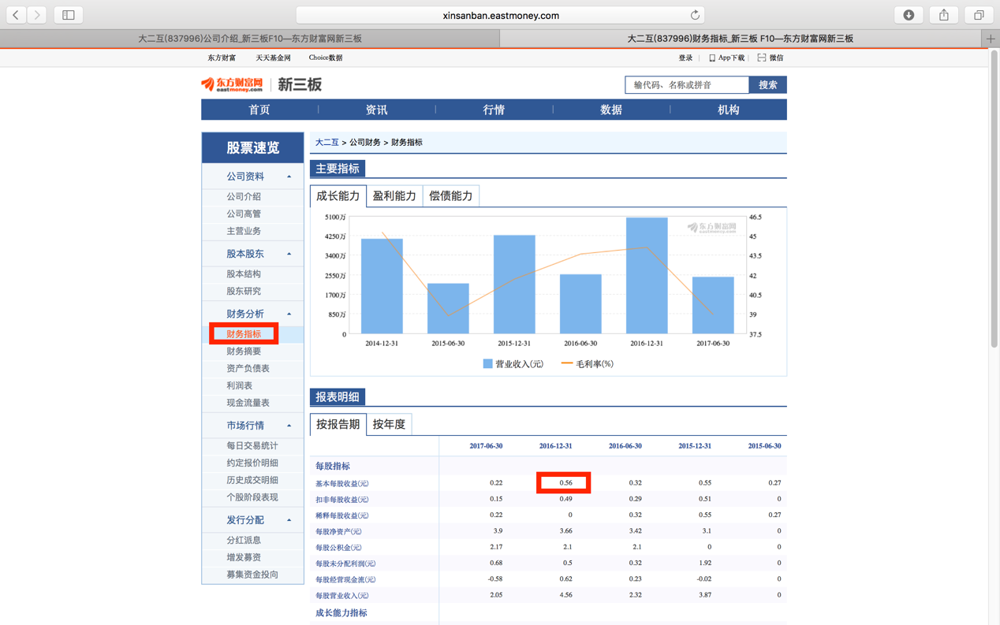 xinsanban.eastmoney.com
大二互(837996)公司介绍_新三板F10—东方财富网新三板
大二互(837996)财务指标_新三板 F10—东方财富网新三板
东方财富 天天基金网 Choice数据 登录 App下载 微信
东方财富网 eastmoney.com 新三板
输代码、名称或拼音 搜索
首页 资讯 行情 数据 机构
股票速览
公司资料
公司介绍
公司高管
主营业务
股本股东
股本结构
股东研究
财务分析
财务指标
财务摘要
资产负债表
利润表
现金流量表
市场行情
每日交易统计
约定报价明细
历史成交明细
个股阶段表现
发行分配
分红派息
增发募资
募集资金投向
大二互 > 公司财务 > 财务指标
主要指标
成长能力 盈利能力 偿债能力
5100万 46.5
东方财富网 eastmoney.com
4250万 45
3400万 43.5
2550万 42
1700万 40.5
850万 39
0 37.5
2014-12-31 2015-06-30 2015-12-31 2016-06-30 2016-12-31 2017-06-30
营业收入(元) 毛利率(%)
报表明细
按报告期 按年度
2017-06-30 2016-12-31 2016-06-30 2015-12-31 2015-06-30
每股指标
基本每股收益(元) 0.22 0.56 0.32 0.55 0.27
扣非每股收益(元) 0.15 0.49 0.29 0.51 0
稀释每股收益(元) 0.22 0 0.32 0.55 0.27
每股净资产(元) 3.9 3.66 3.42 3.1 0
每股公积金(元) 2.17 2.1 2.1 0 0
每股未分配利润(元) 0.68 0.5 0.32 1.92 0
每股经营现金流(元) -0.58 0.62 0.23 -0.02 0
每股营业收入(元) 2.05 4.56 2.32 3.87 0
成长能力指标